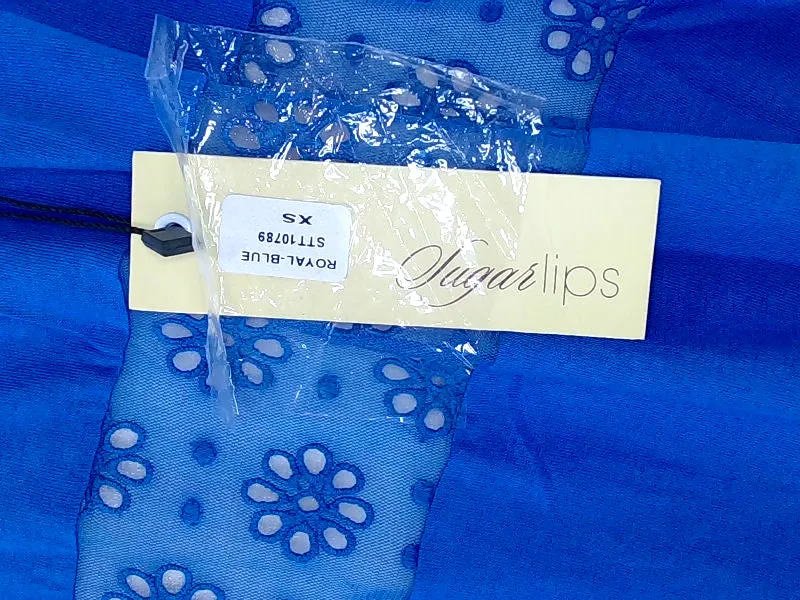 Sugarlips
ROYAL-BLUE
STT10789
XS